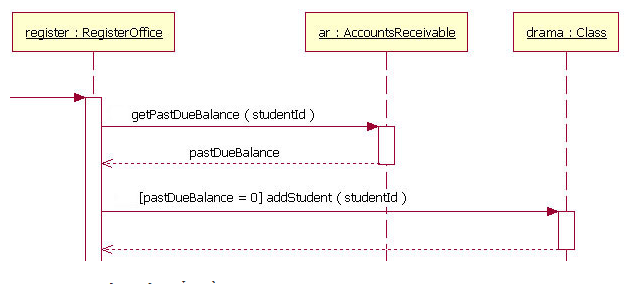 register : RegisterOffice
ar : AccountsReceivable
drama : Class
getPastDueBalance ( studentId )
pastDueBalance
[pastDueBalance = 0] addStudent ( studentId )